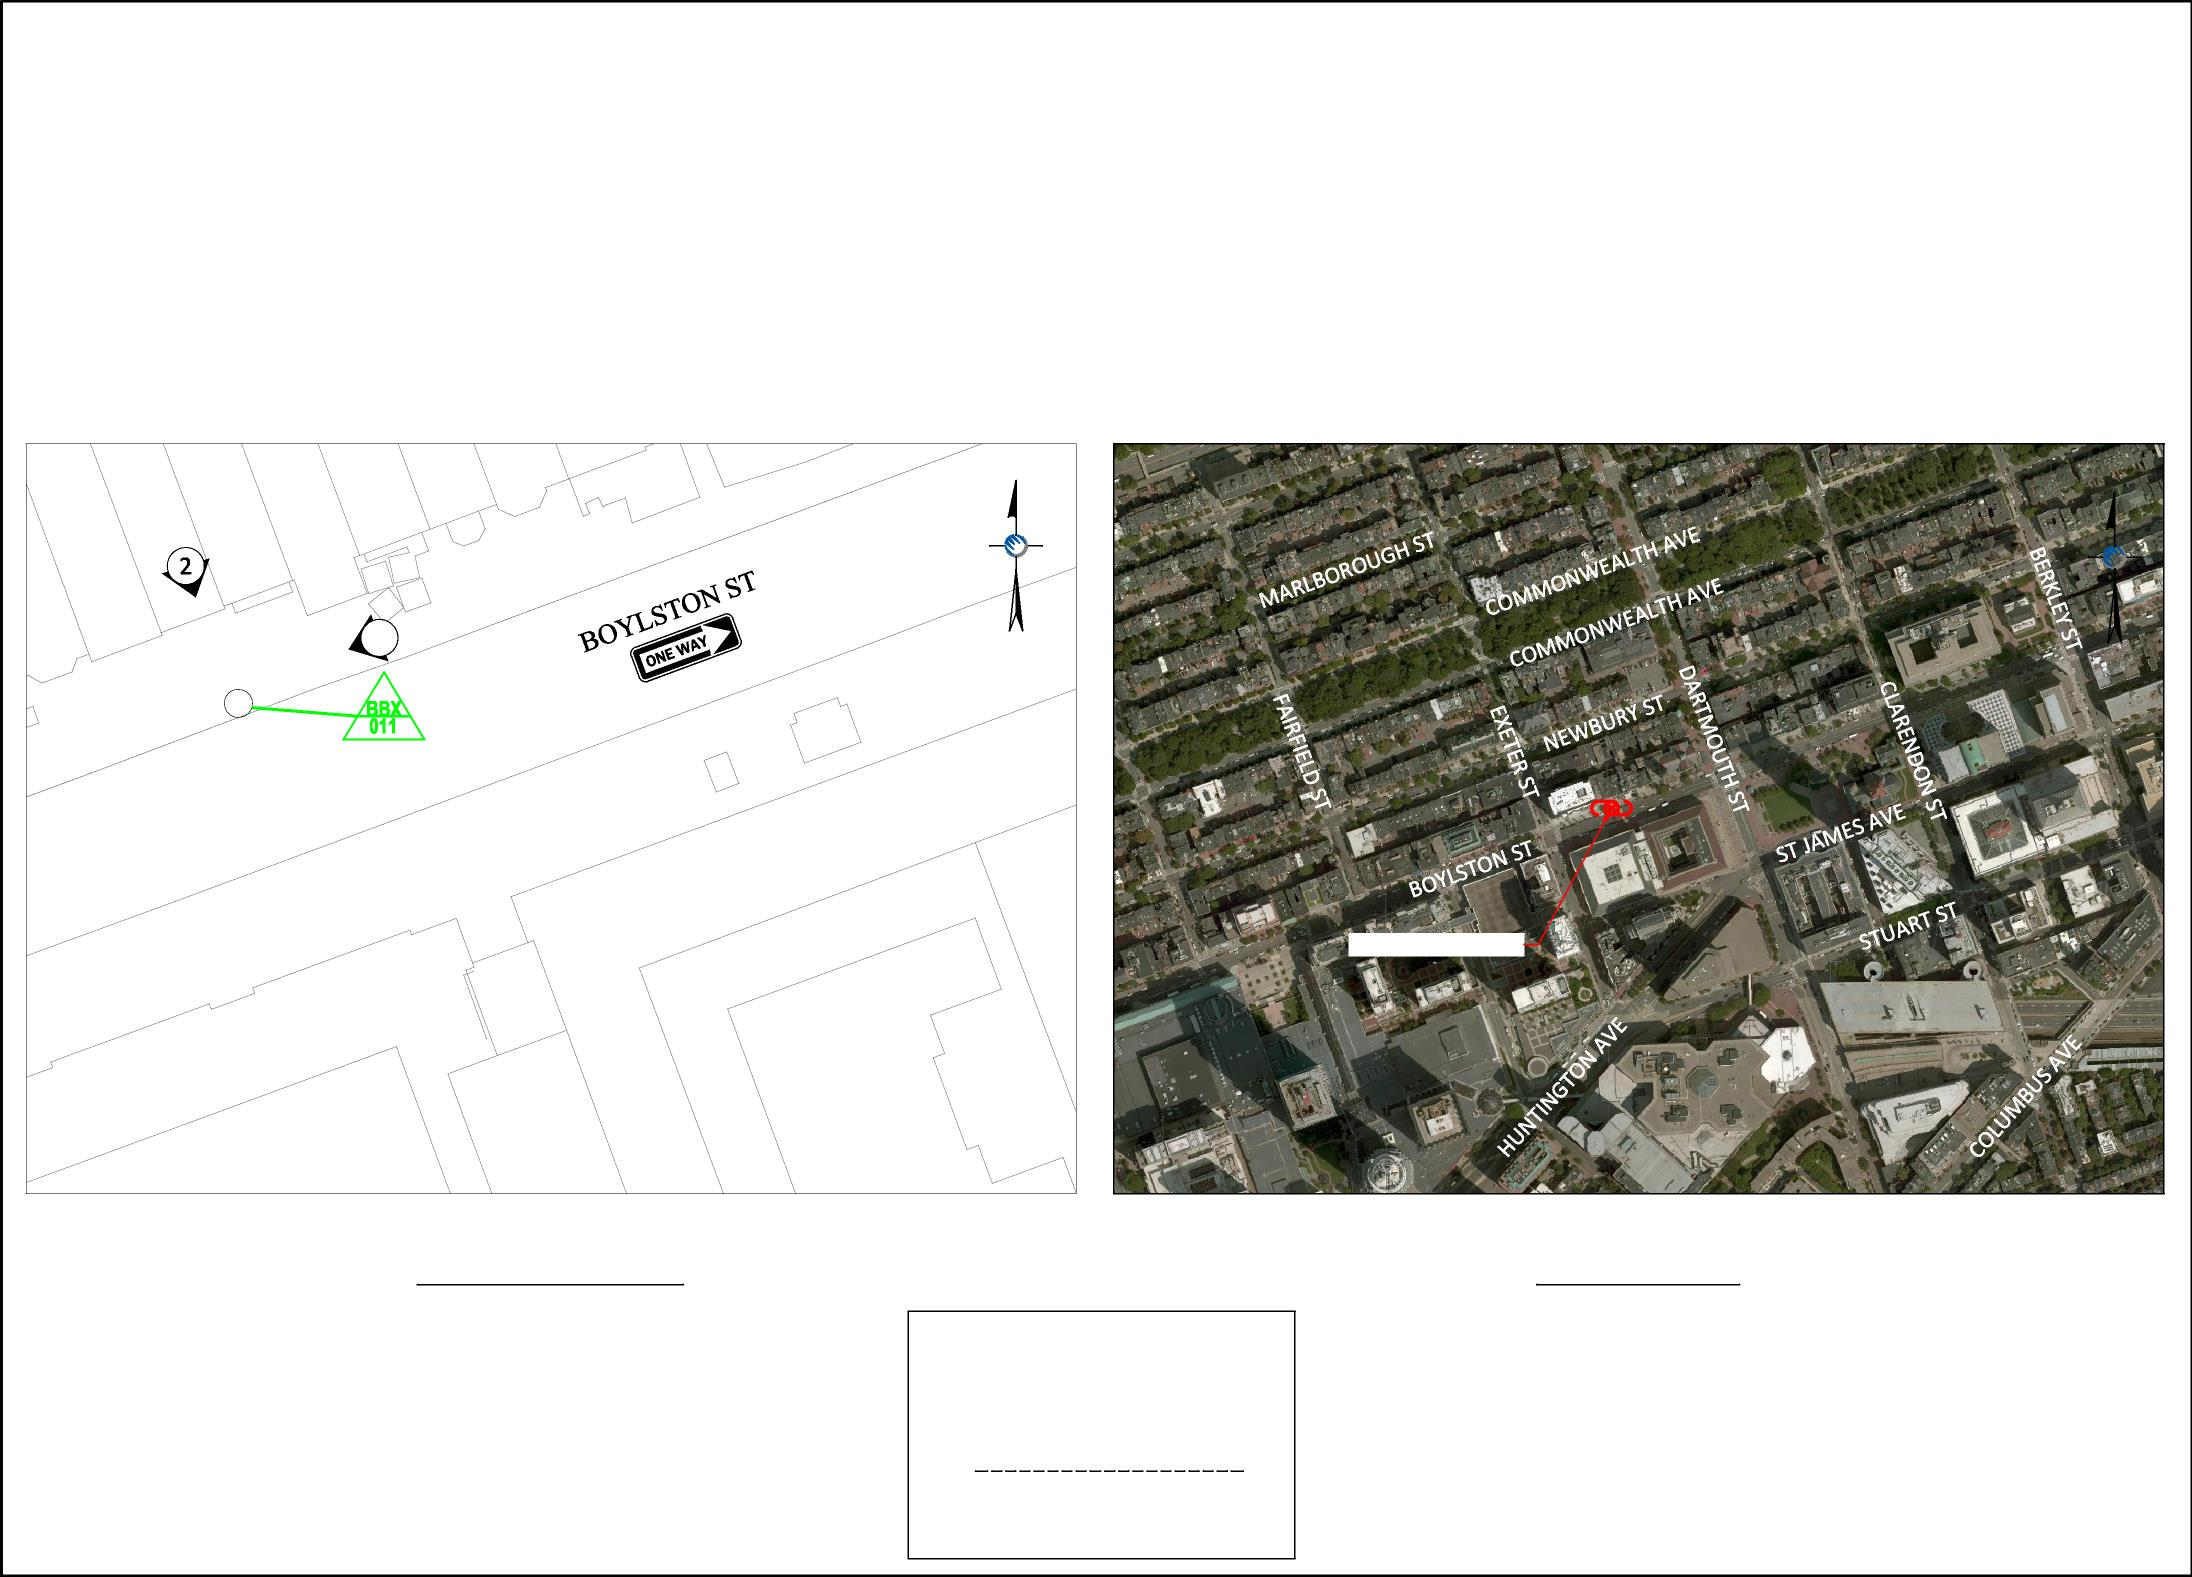 2
BOYLSTON ST
ONE WAY
BBX
011
MARLBOROUGH ST
COMMONWEALTH AVE
COMMONWEALTH AVE
BERKLEY ST
FAIRFIELD ST
EXETER ST
NEWBURY ST
DARTMOUTH ST
CLARENDON ST
BOYLSTON ST
ST JAMES AVE
STUART ST
HUNTINGTON AVE
COLUMBUS AVE